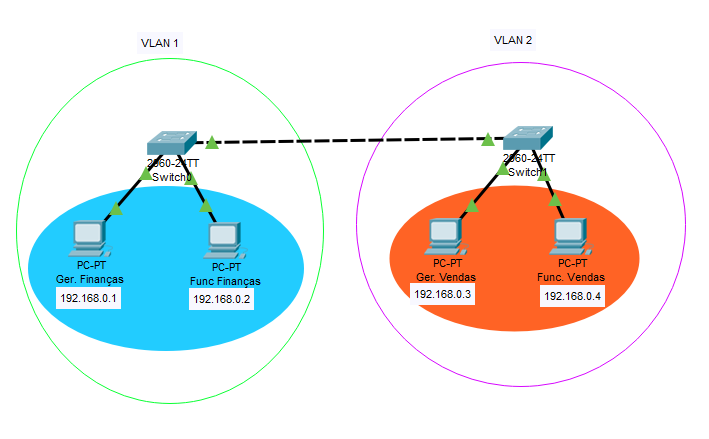 VLAN 1
VLAN 2
2960-24TT
Switch0
2960-24TT
Switch1
PC-PT
Ger. Finanças
192.168.0.1
PC-PT
Func Finanças
192.168.0.2
PC-PT
Ger. Vendas
192.168.0.3
PC-PT
Func. Vendas
192.168.0.4